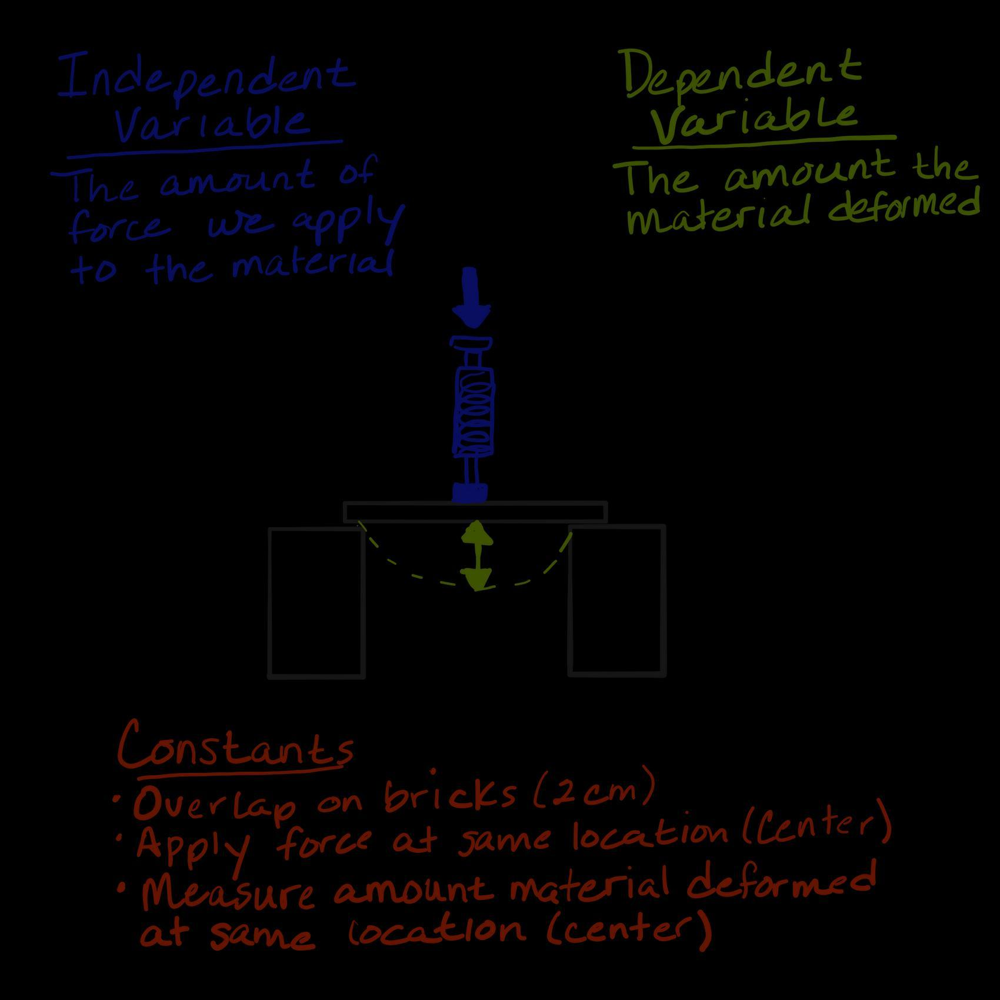 Independent
Variable
The amount of
force we apply
to the material
Dependent
Variable
The amount the
material deformed
Constants
• Overlap on bricks (2cm)
• Apply force at same location (Center)
• Measure amount material deformed
at same location (center)